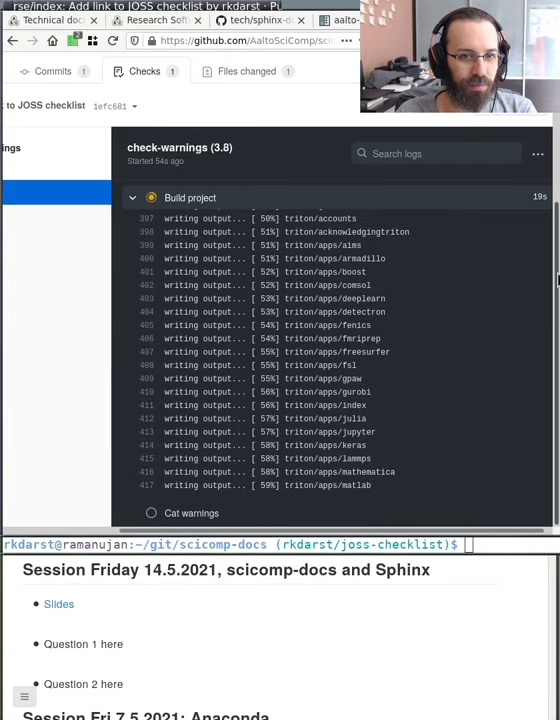 rse/index: Add link to JOSS checklist by rkdarst · Pu
Technical docu
Research Soft
tech/sphinx-d
aalto-
https://github.com/AaltoSciComp/scic
Commits 1
Checks 1
Files changed 1
to JOSS checklist 1efc681
ings
check-warnings (3.8)
Started 54s ago
Search logs
Build project 19s
397 writing output... [ 50%] triton/accounts
398 writing output... [ 51%] triton/acknowledgingtriton
399 writing output... [ 51%] triton/apps/aims
400 writing output... [ 51%] triton/apps/armadillo
401 writing output... [ 52%] triton/apps/boost
402 writing output... [ 52%] triton/apps/comsol
403 writing output... [ 53%] triton/apps/deeplearn
404 writing output... [ 53%] triton/apps/detectron
405 writing output... [ 54%] triton/apps/fenics
406 writing output... [ 54%] triton/apps/fmriprep
407 writing output... [ 55%] triton/apps/freesurfer
408 writing output... [ 55%] triton/apps/fsl
409 writing output... [ 55%] triton/apps/gpaw
410 writing output... [ 56%] triton/apps/gurobi
411 writing output... [ 56%] triton/apps/index
412 writing output... [ 57%] triton/apps/julia
413 writing output... [ 57%] triton/apps/jupyter
414 writing output... [ 58%] triton/apps/keras
415 writing output... [ 58%] triton/apps/lammps
416 writing output... [ 58%] triton/apps/mathematica
417 writing output... [ 59%] triton/apps/matlab
Cat warnings
rkdarst@ramanujan:~/git/scicomp-docs (rkdarst/joss-checklist)$
Session Friday 14.5.2021, scicomp-docs and Sphinx
• Slides
• Question 1 here
• Question 2 here
Session Fri 7.5.2021: Anaconda